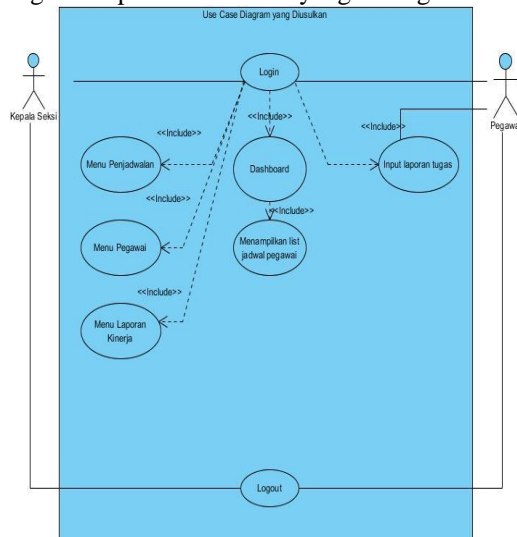 Use Case Diagram yang Diusulkan
Login
Kepala Seksi
Pegawai
<<Include>>
<<Include>>
<<Include>>
Menu Penjadwalan
Dashboard
Input laporan tugas
<<Include>>
<<Include>>
Menu Pegawai
Menampilkan list
jadwal pegawai
<<Include>>
Menu Laporan
Kinerja
Logout